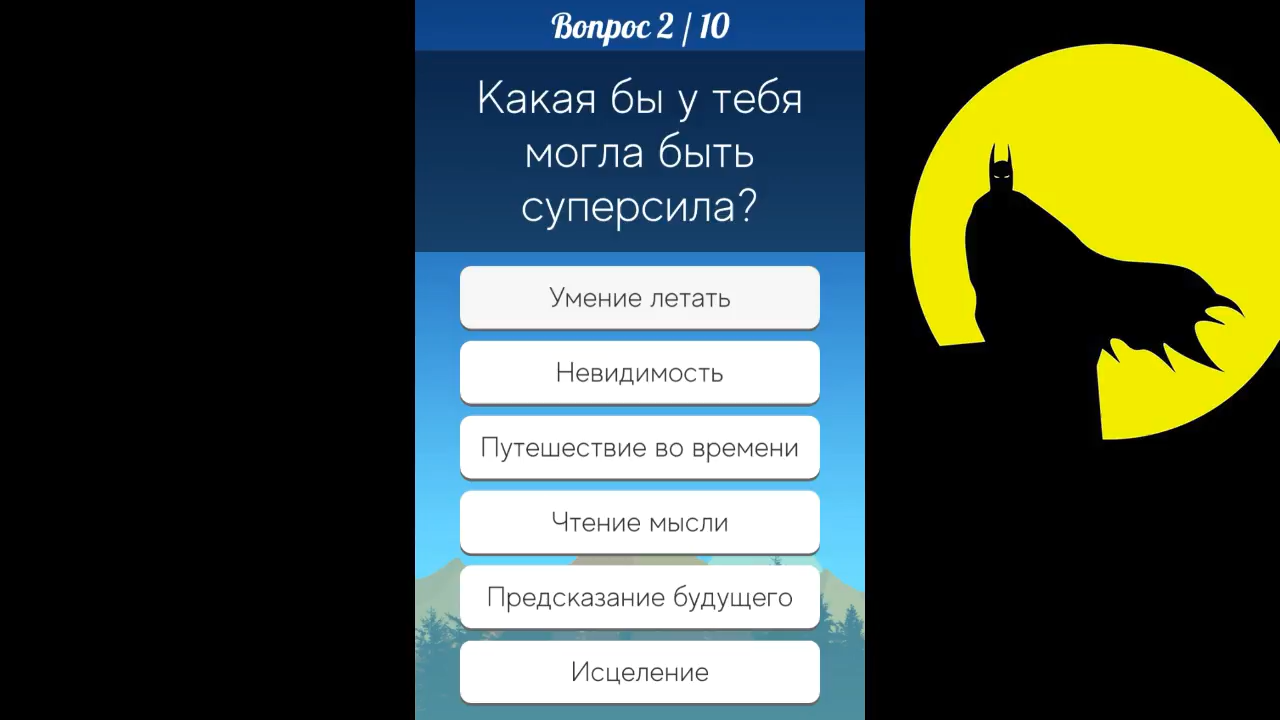 Вопрос 2 / 10
Какая бы у тебя
могла быть
суперсила?
Умение летать
Невидимость
Путешествие во времени
Чтение мысли
Предсказание будущего
Исцеление